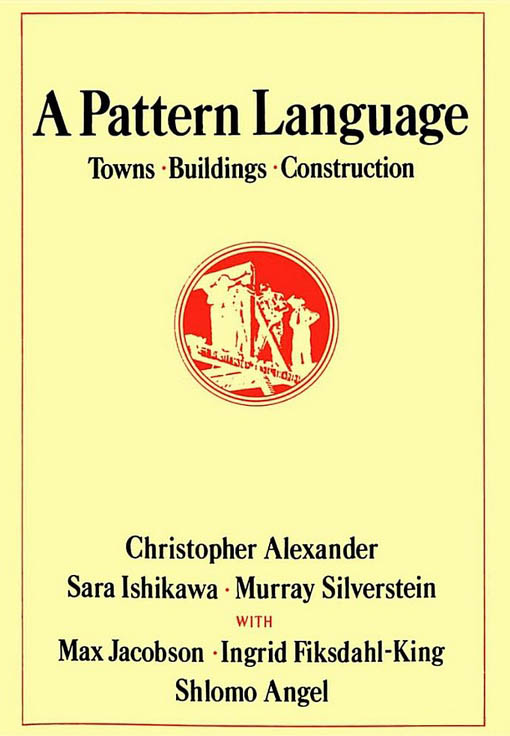 A Pattern Language
Towns · Buildings · Construction
Christopher Alexander
Sara Ishikawa · Murray Silverstein
WITH
Max Jacobson · Ingrid Fiksdahl-King
Shlomo Angel